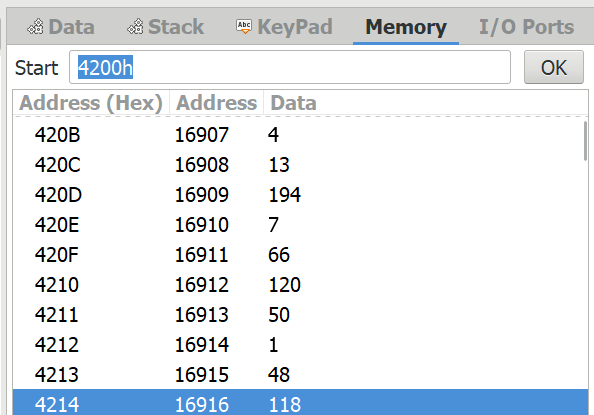 Data Stack Abc KeyPad Memory I/O Ports
Start 4200h OK
Address (Hex) Address Data
420B 16907 4
420C 16908 13
420D 16909 194
420E 16910 7
420F 16911 66
4210 16912 120
4211 16913 50
4212 16914 1
4213 16915 48
4214 16916 118